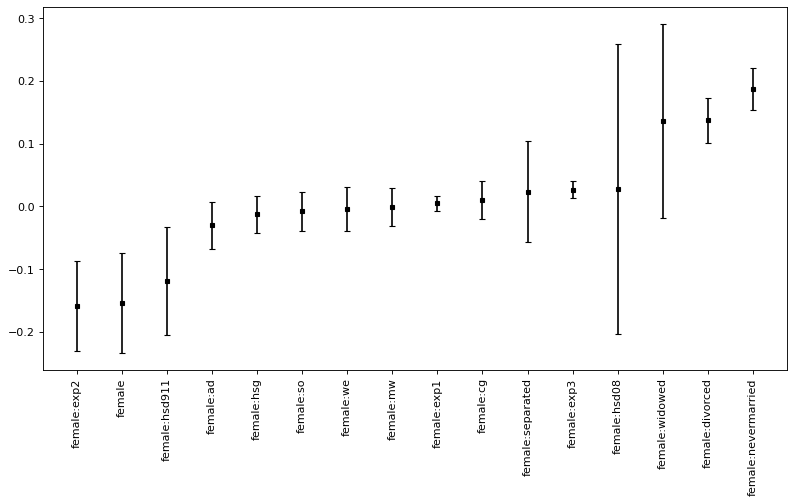 0.3
0.2
0.1
0.0
−0.1
−0.2
female:exp2
female
female:hsd911
female:ad
female:hsg
female:so
female:we
female:mw
female:exp1
female:cg
female:separated
female:exp3
female:hsd08
female:widowed
female:divorced
female:nevermarried